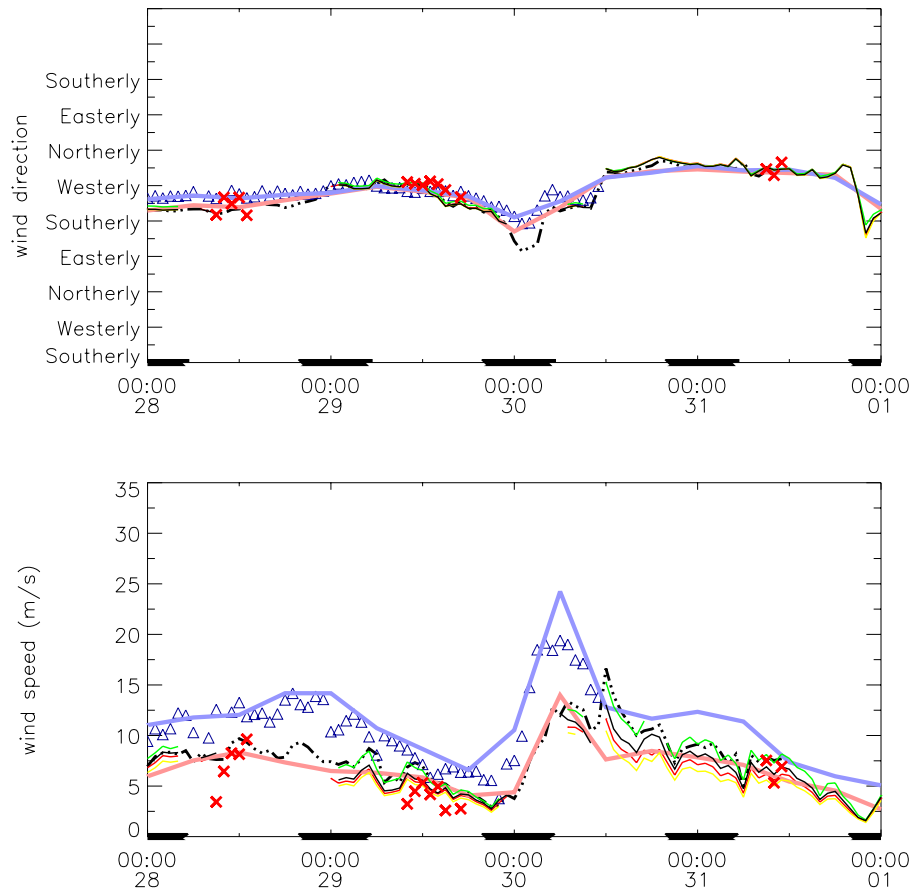 wind direction
Southerly
Easterly
Northerly
Westerly
Southerly
Easterly
Northerly
Westerly
Southerly
00:00 00:00 00:00 00:00 00:00
28 29 30 31 01
wind speed (m/s)
35
30
25
20
15
10
5
0
00:00 00:00 00:00 00:00 00:00
28 29 30 31 01